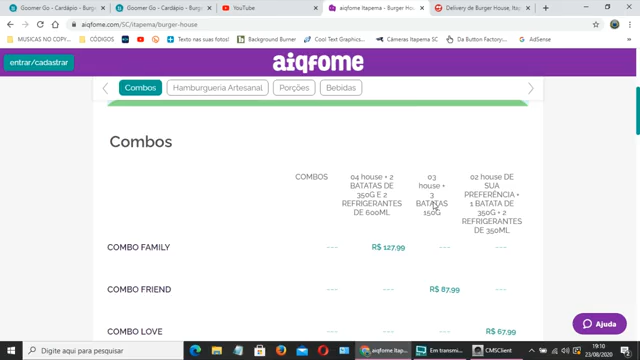 Goomer Go - Cardápio - Burg
Goomer Go - Cardápio - Burg
YouTube
aiqfome Itapema - Burger House
Delivery de Burger House, Ita
aiqfome.com/SC/itapema/burger-house
MUSICAS NO COPY
CÓDIGOS
Texto nas suas fotos!
Background Burner
Cool Text Graphics
Câmeras Itapema SC
Da Button Factory
AdSense
entrar/cadastrar
aiqfome
Combos
Hamburgueria Artesanal
Porções
Bebidas
Combos
COMBOS
04 house + 2
BATATAS DE
350G E 2
REFRIGERANTES
DE 600ML
03
house +
3
BATATAS
150G
02 house DE
SUA
PREFERÊNCIA +
1 BATATA DE
350G + 2
REFRIGERANTES
DE 350ML
COMBO FAMILY
---
R$ 127,99
---
---
COMBO FRIEND
---
---
R$ 87,99
---
COMBO LOVE
---
---
---
R$ 67,99
Ajuda
Digite aqui para pesquisar
aiqfome Itap
Em transmi
CMSClient
19:10
23/08/2020